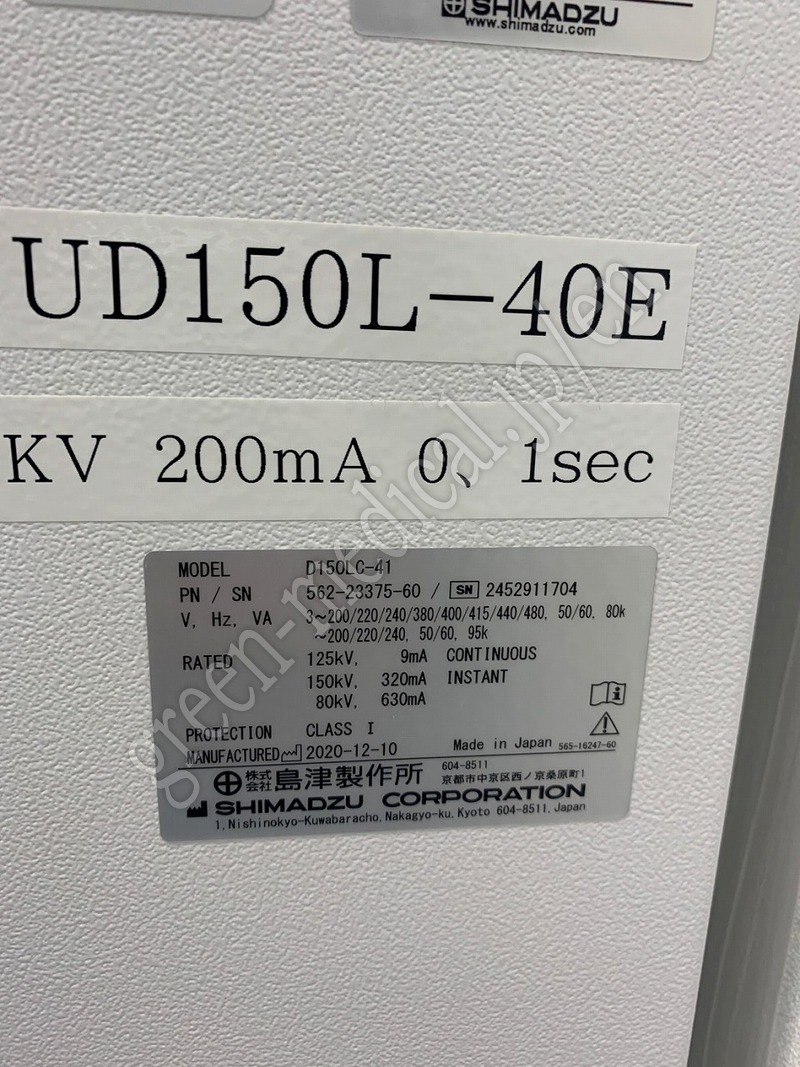 SHIMADZU
www.shimadzu.com
UD150L-40E
KV 200mA 0、1sec
MODEL D150LC-41
PN / SN 562-23375-60 / SN 2452911704
V, Hz, VA 3~200/220/240/380/400/415/440/480, 50/60, 80k
~200/220/240, 50/60, 95k
RATED 125kV, 9mA CONTINUOUS
150kV, 320mA INSTANT
80kV, 630mA
PROTECTION CLASS I
MANUFACTURED 2020-12-10 Made in Japan 565-16247-60
株式会社 島津製作所 604-8511 京都市中京区西ノ京桑原町1
SHIMADZU CORPORATION
1, Nishinokyo-Kuwabaracho, Nakagyo-ku, Kyoto 604-8511, Japan
green-medical.jp/en